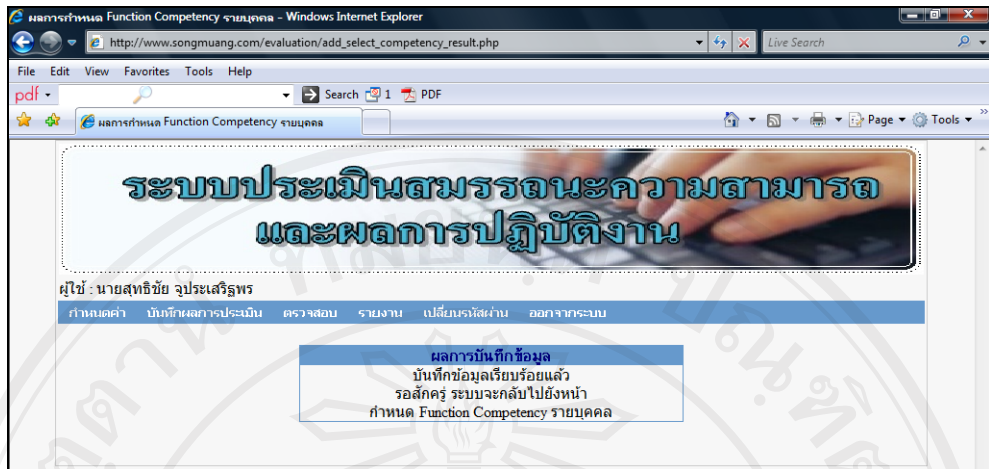 ผลการกำหนด Function Competency รายบุคคล - Windows Internet Explorer
http://www.songmuang.com/evaluation/add_select_competency_result.php
Live Search
File Edit View Favorites Tools Help
pdf Search 1 PDF
ผลการกำหนด Function Competency รายบุคคล
Page Tools
ระบบประเมินสมรรถนะความสามารถ
และผลการปฏิบัติงาน
ผู้ใช้ : นายสุทธิชัย จูประเสริฐพร
กำหนดค่า บันทึกผลการประเมิน ตรวจสอบ รายงาน เปลี่ยนรหัสผ่าน ออกจากระบบ
ผลการบันทึกข้อมูล
บันทึกข้อมูลเรียบร้อยแล้ว
รอสักครู่ ระบบจะกลับไปยังหน้า
กำหนด Function Competency รายบุคคล